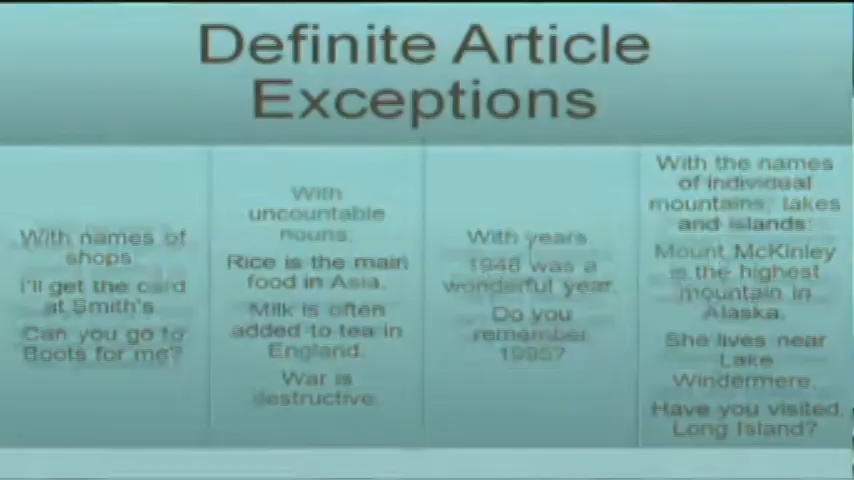 Definite Article
Exceptions
With names of
shops:
I'll get the card
at Smith's.
Can you go to
Boots for me?
With
uncountable
nouns:
Rice is the main
food in Asia.
Milk is often
added to tea in
England.
War is
destructive.
With years
1948 was a
wonderful year.
Do you
remember
1995?
With the names
of individual
mountains, lakes
and islands:
Mount McKinley
is the highest
mountain in
Alaska.
She lives near
Lake
Windermere.
Have you visited
Long Island?